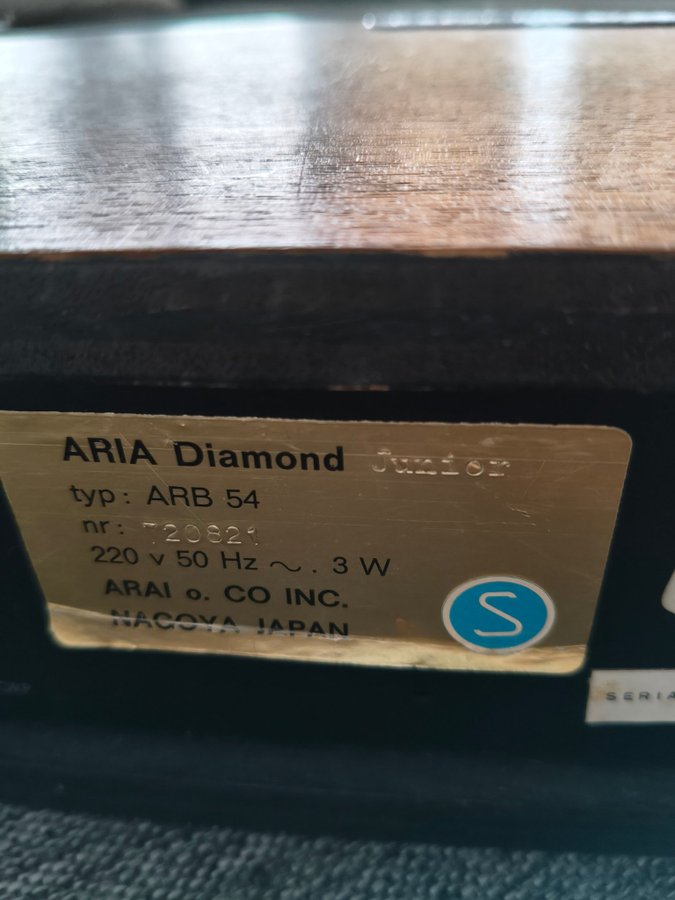 ARIA Diamond Junior
typ: ARB 54
nr: 720821
220 v 50 Hz ~. 3 W
ARAI o. CO INC.
NAGOYA JAPAN
S
SERIA